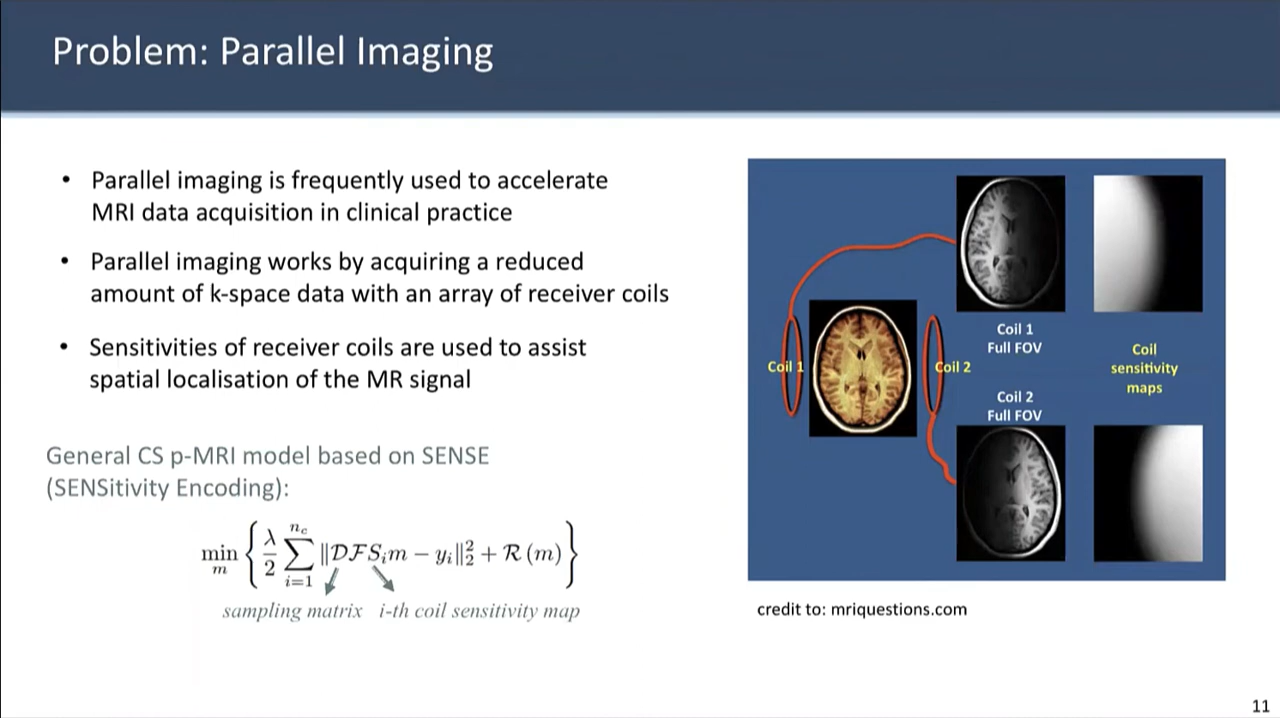 Problem: Parallel Imaging
• Parallel imaging is frequently used to accelerate
MRI data acquisition in clinical practice
• Parallel imaging works by acquiring a reduced
amount of k-space data with an array of receiver coils
• Sensitivities of receiver coils are used to assist
spatial localisation of the MR signal
General CS p-MRI model based on SENSE
(SENSitivity Encoding):
min_m { λ/2 ∑_{i=1}^{n_c} ||𝒟ℱ𝒮_i m − y_i||_2^2 + ℛ(m) }
sampling matrix i-th coil sensitivity map
Coil 1
Coil 2
Coil 1
Full FOV
Coil 2
Full FOV
Coil
sensitivity
maps
credit to: mriquestions.com
11